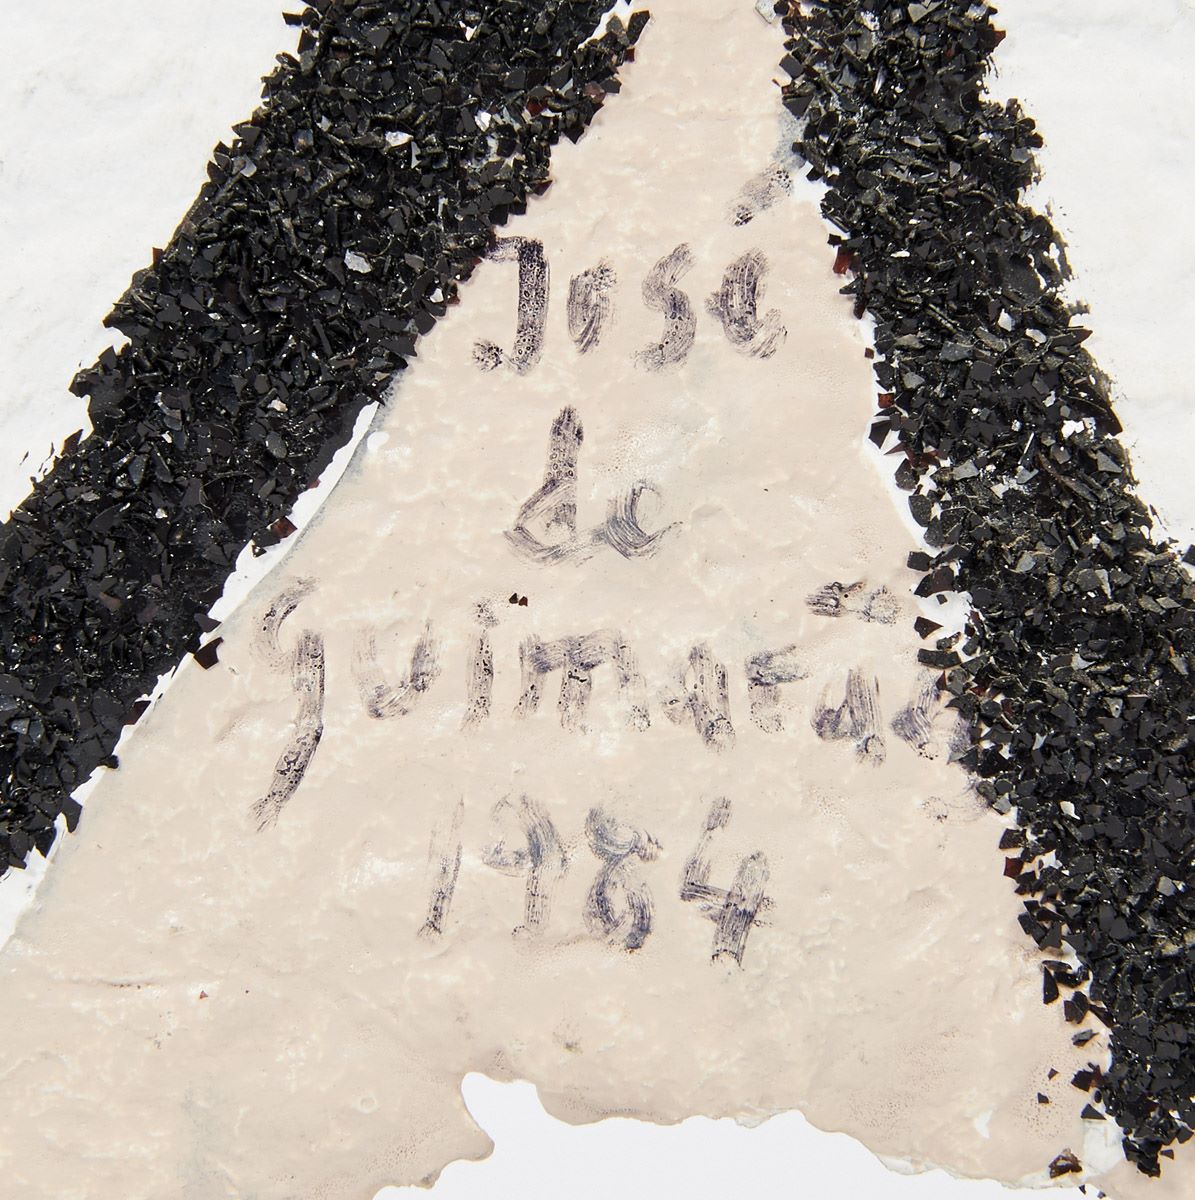 José
de
guimarães
1984